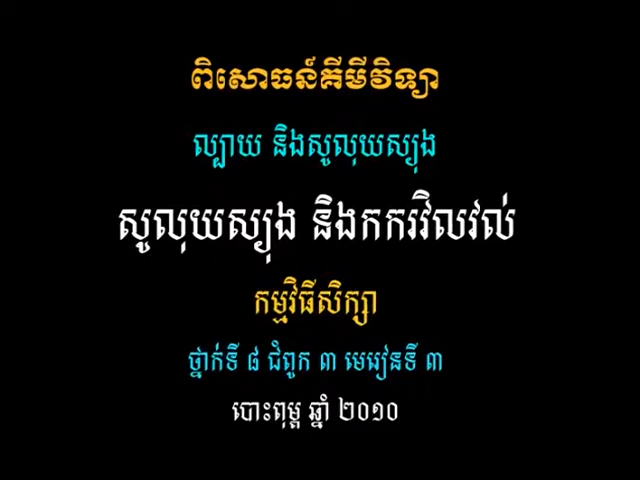 ពិសោធន៍គីមីវិទ្យា
ល្បាយ និងសូលុយស្យុង
សូលុយស្យុង និងកករវិលវល់
កម្មវិធីសិក្សា
ថ្នាក់ទី ៨ ជំពូក ៣ មេរៀនទី ៣
បោះពុម្ព ឆ្នាំ ២០១០